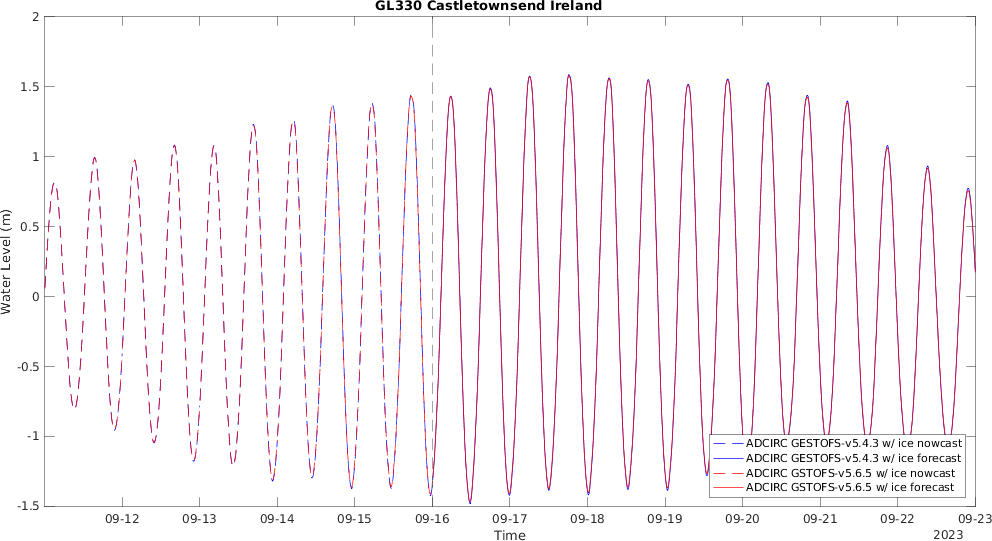 GL330 Castletownsend Ireland
2
1.5
1
0.5
0
-0.5
-1
-1.5
Water Level (m)
ADCIRC GESTOFS-v5.4.3 w/ ice nowcast
ADCIRC GESTOFS-v5.4.3 w/ ice forecast
ADCIRC GSTOFS-v5.6.5 w/ ice nowcast
ADCIRC GSTOFS-v5.6.5 w/ ice forecast
09-12 09-13 09-14 09-15 09-16 09-17 09-18 09-19 09-20 09-21 09-22 09-23
Time
2023